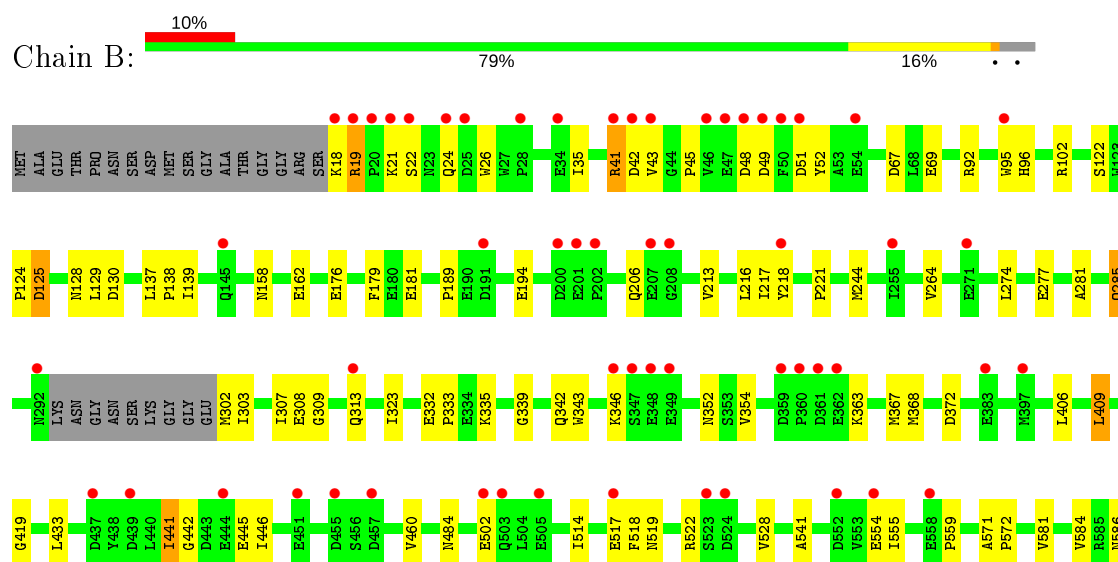 10%
Chain B:
79% 16% • •
MET ALA GLU THR PRO ASN SER ASP MET SER GLY ALA THR GLY GLY ARG SER K18 R19 P20 K21 S22 N23 Q24 D25 W26 W27 P28 E34 I35 R41 D42 V43 G44 P45 V46 E47 D48 D49 F50 D51 Y52 A53 E54 D67 L68 E69 R92 W95 H96 R102 S122 W123
P124 D125 N128 L129 D130 L137 P138 I139 Q145 N158 E162 E176 F179 E180 E181 P189 E190 D191 E194 D200 E201 P202 Q206 E207 G208 V213 L216 I217 Y218 P221 M244 I255 V264 E271 L274 E277 A281 Q285
N292 LYS ASN GLY ASN SER LYS GLY GLY GLU M302 I303 I307 E308 G309 Q313 I323 E332 P333 E334 K335 G339 Q342 W343 K346 S347 E348 E349 N352 S353 V354 D359 P360 D361 E362 K363 M367 M368 D372 E383 M397 L406 L409
G419 L433 D437 Y438 D439 L440 I441 G442 D443 E444 E445 I446 E451 D455 S456 D457 V460 N484 E502 Q503 L504 E505 I514 E517 F518 N519 R522 S523 D524 V528 A541 D552 V553 E554 I555 E558 P559 A571 P572 V581 V584 R585 N586